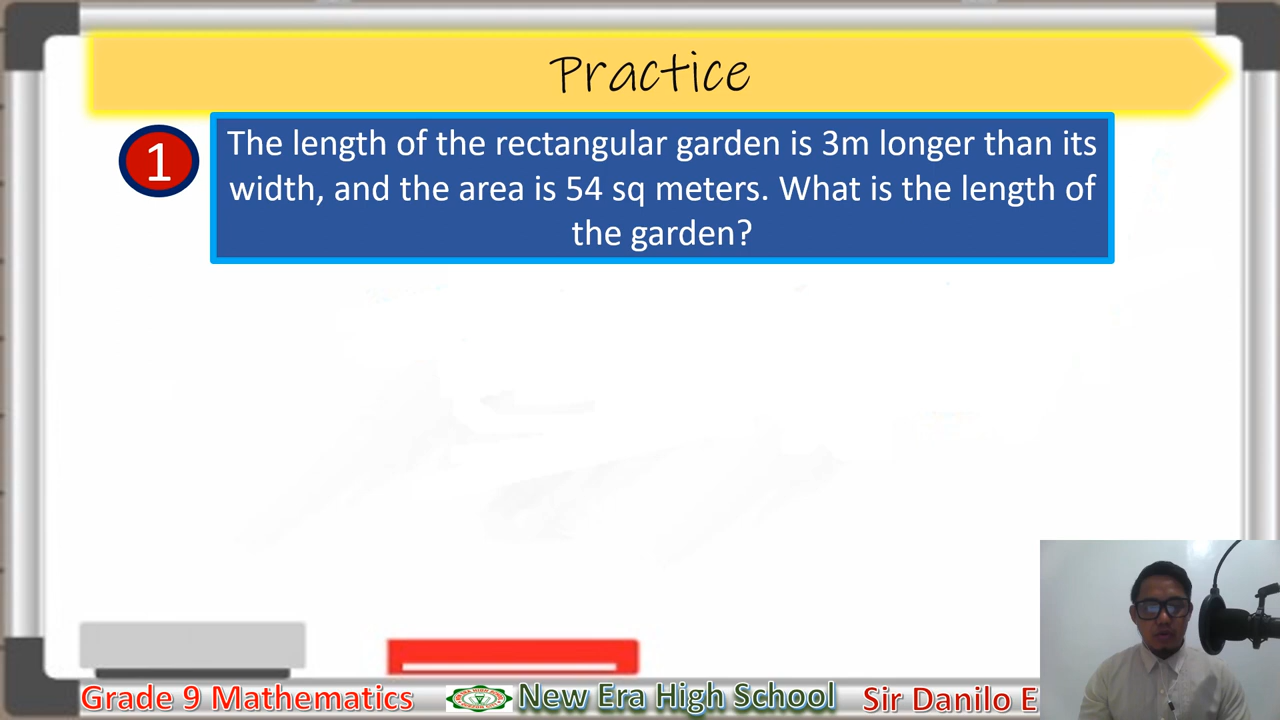 Practice
1
The length of the rectangular garden is 3m longer than its
width, and the area is 54 sq meters. What is the length of
the garden?
Grade 9 Mathematics
New Era High School
Sir Danilo E